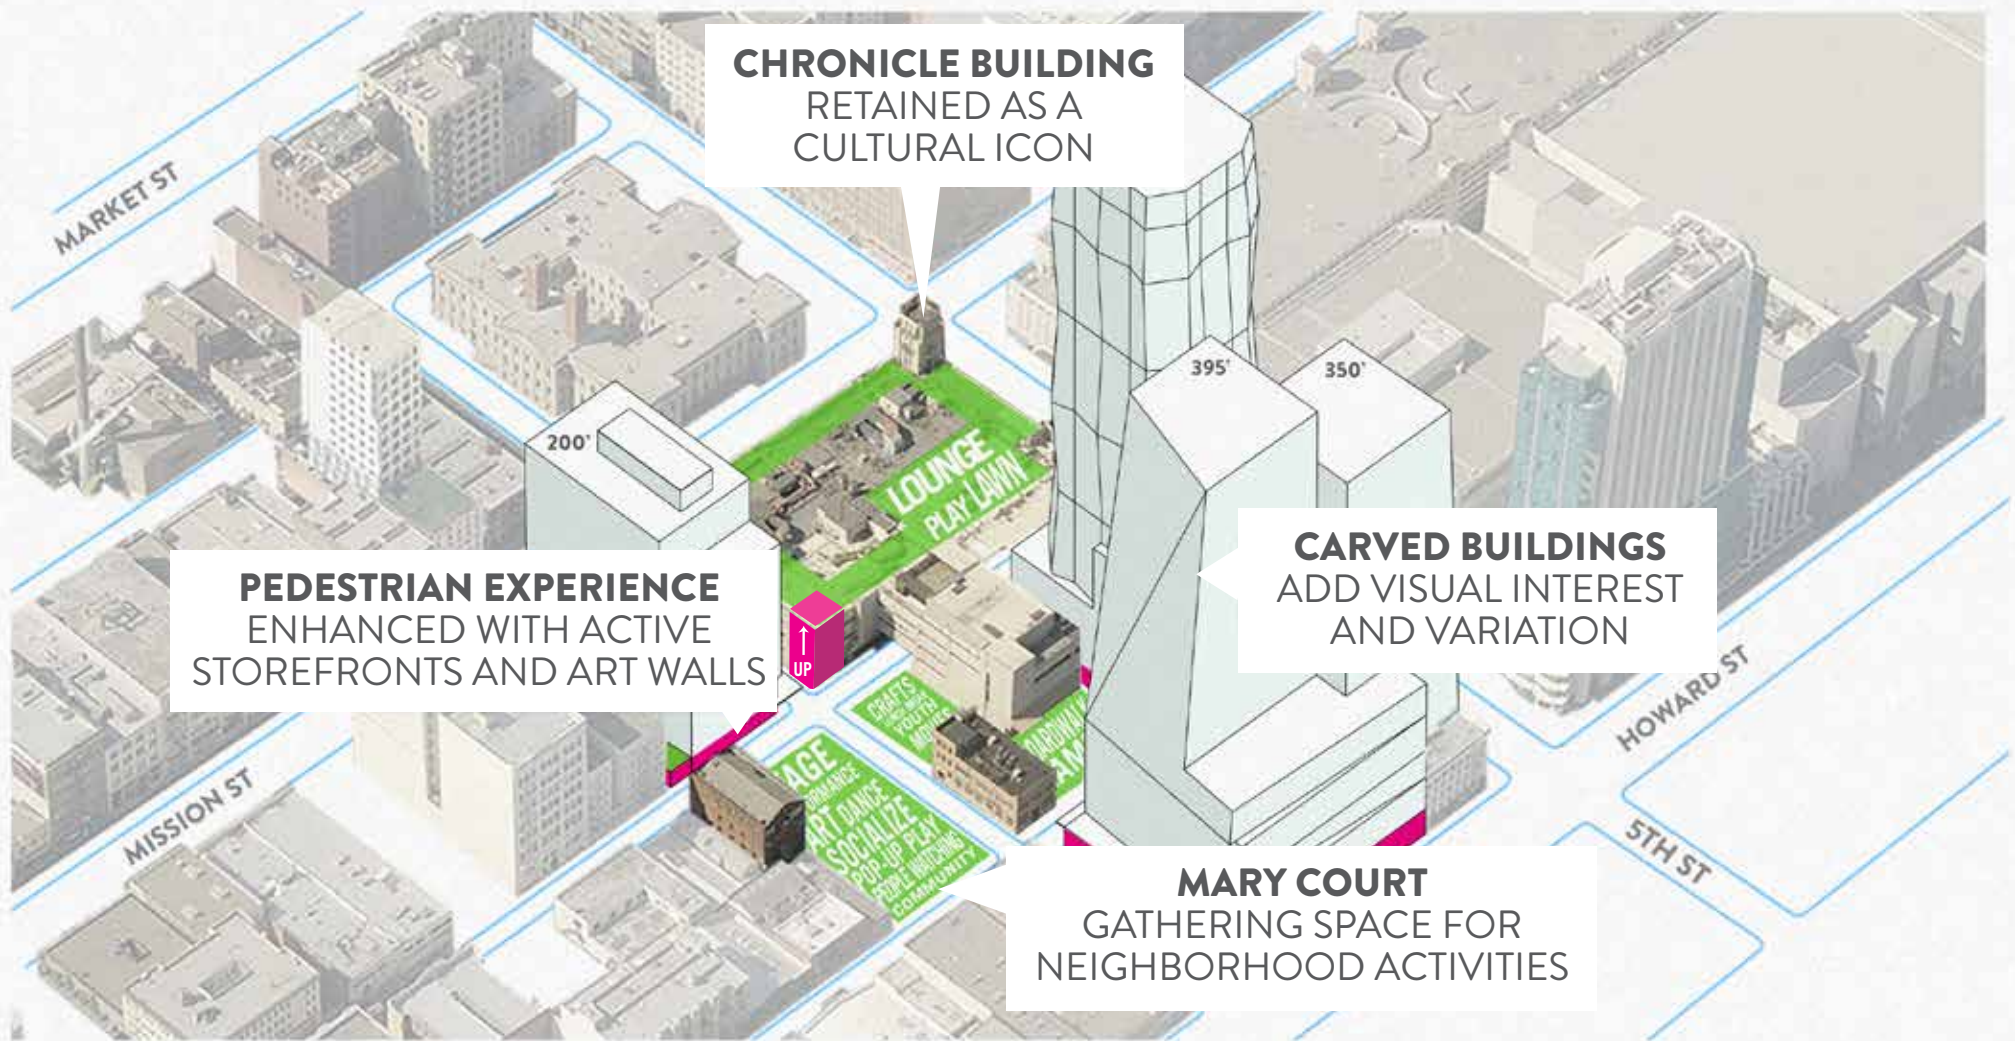 CHRONICLE BUILDING
RETAINED AS A
CULTURAL ICON
MARKET ST
395'
350'
200'
LOUNGE
PLAY LAWN
CARVED BUILDINGS
ADD VISUAL INTEREST
AND VARIATION
PEDESTRIAN EXPERIENCE
ENHANCED WITH ACTIVE
STOREFRONTS AND ART WALLS
UP
CRAFTS
YOUTH
HOWARD ST
MISSION ST
ART DANCE
SOCIALIZE
POP-UP PLAY
PEOPLE WATCHING
COMMUNITY
5TH ST
MARY COURT
GATHERING SPACE FOR
NEIGHBORHOOD ACTIVITIES